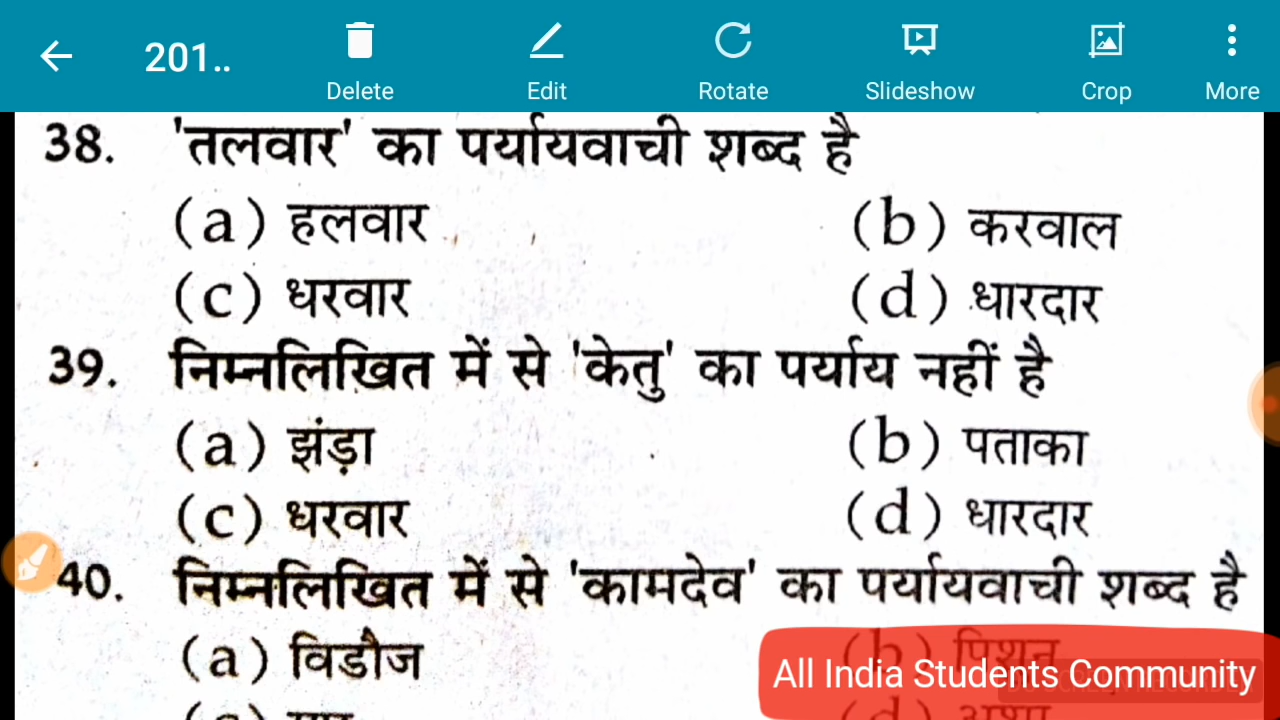 201..
Delete
Edit
Rotate
Slideshow
Crop
More
38. 'तलवार' का पर्यायवाची शब्द है
(a) हलवार (b) करवाल
(c) धरवार (d) धारदार
39. निम्नलिखित में से 'केतु' का पर्याय नहीं है
(a) झंड़ा (b) पताका
(c) धरवार (d) धारदार
40. निम्नलिखित में से 'कामदेव' का पर्यायवाची शब्द है
(a) विडौज (b) पिशुन
All India Students Community